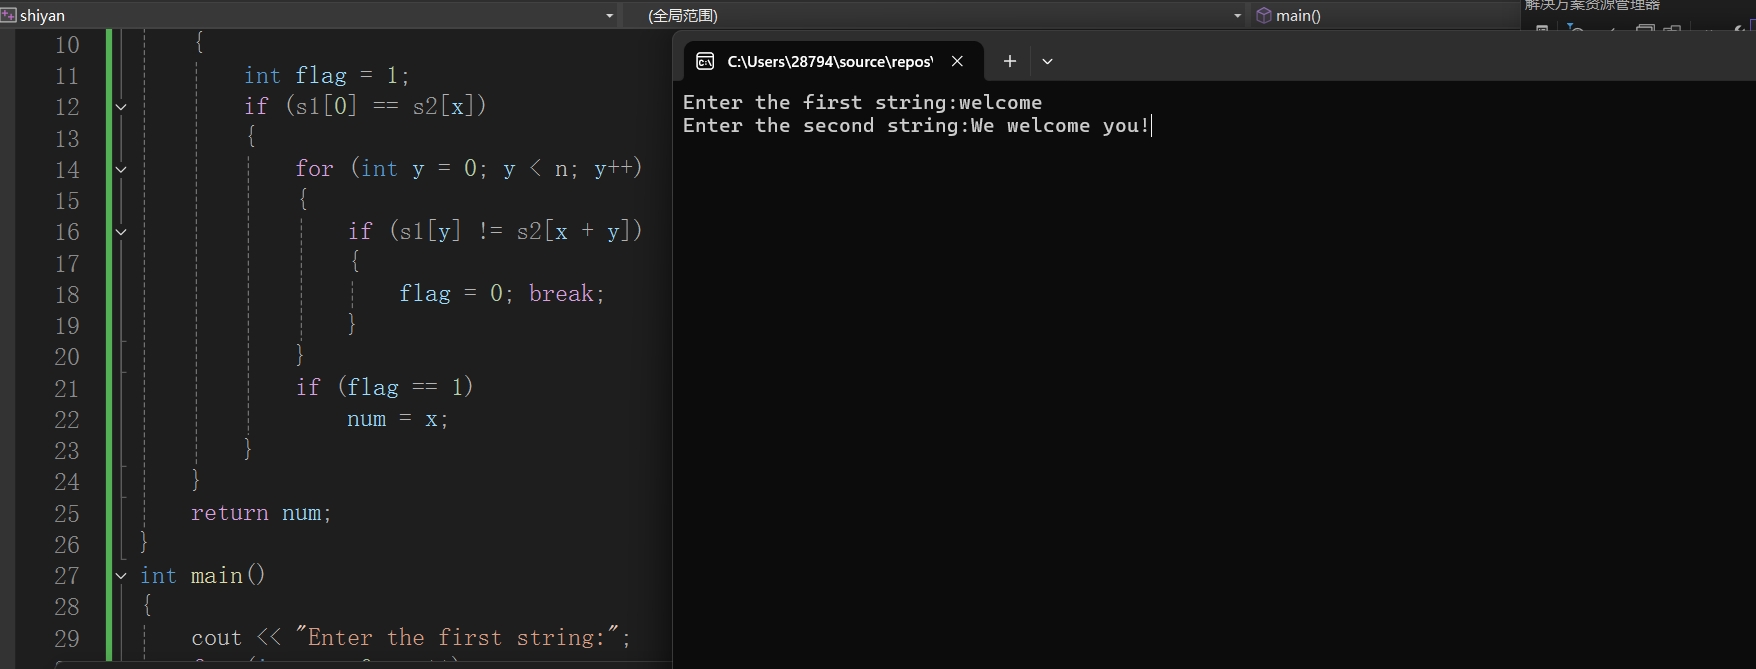 shiyan
(全局范围)
main()
解决方案资源管理器
10 {
11 int flag = 1;
12 if (s1[0] == s2[x])
13 {
14 for (int y = 0; y < n; y++)
15 {
16 if (s1[y] != s2[x + y])
17 {
18 flag = 0; break;
19 }
20 }
21 if (flag == 1)
22 num = x;
23 }
24 }
25 return num;
26 }
27 int main()
28 {
29 cout << "Enter the first string:";
C:\Users\28794\source\repos\
Enter the first string:welcome
Enter the second string:We welcome you!